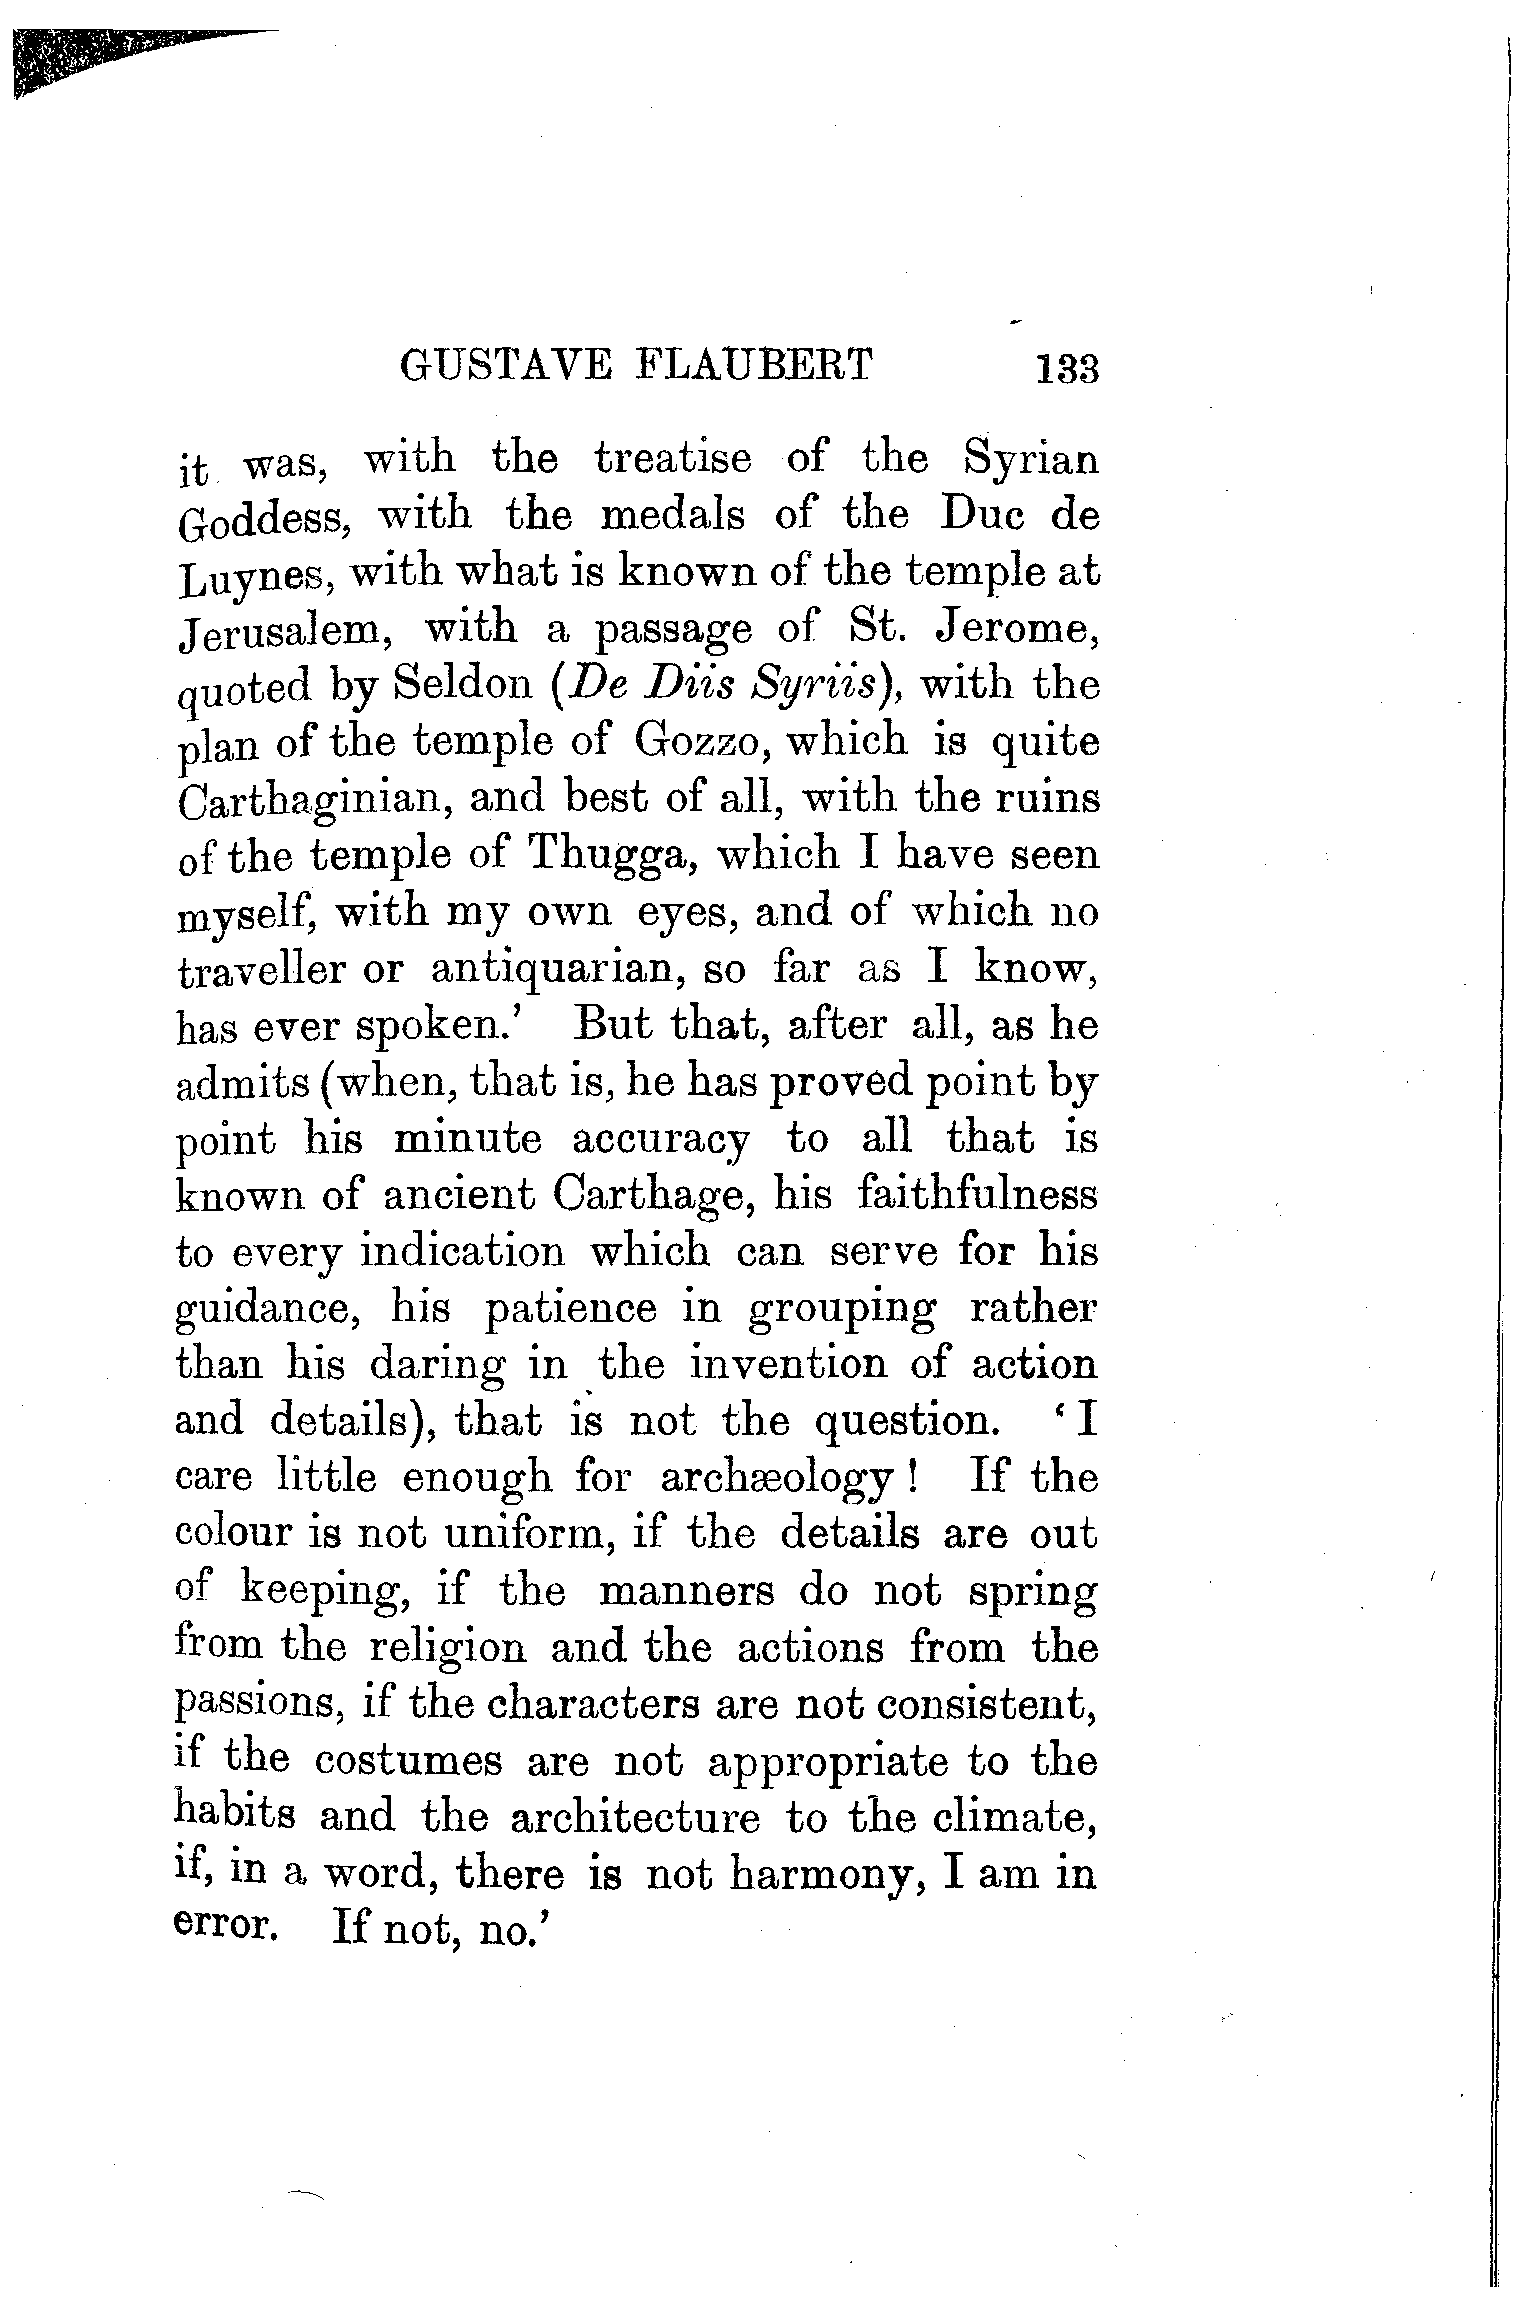 GUSTAVE FLAUBERT 133
it was, with the treatise of the Syrian
Goddess, with the medals of the Duc de
Luynes, with what is known of the temple at
Jerusalem, with a passage of St. Jerome,
quoted by Seldon (De Diis Syriis), with the
plan of the temple of Gozzo, which is quite
Carthaginian, and best of all, with the ruins
of the temple of Thugga, which I have seen
myself, with my own eyes, and of which no
traveller or antiquarian, so far as I know,
has ever spoken.’ But that, after all, as he
admits (when, that is, he has proved point by
point his minute accuracy to all that is
known of ancient Carthage, his faithfulness
to every indication which can serve for his
guidance, his patience in grouping rather
than his daring in the invention of action
and details), that is not the question. ‘I
care little enough for archæology! If the
colour is not uniform, if the details are out
of keeping, if the manners do not spring
from the religion and the actions from the
passions, if the characters are not consistent,
if the costumes are not appropriate to the
habits and the architecture to the climate,
if, in a word, there is not harmony, I am in
error. If not, no.’